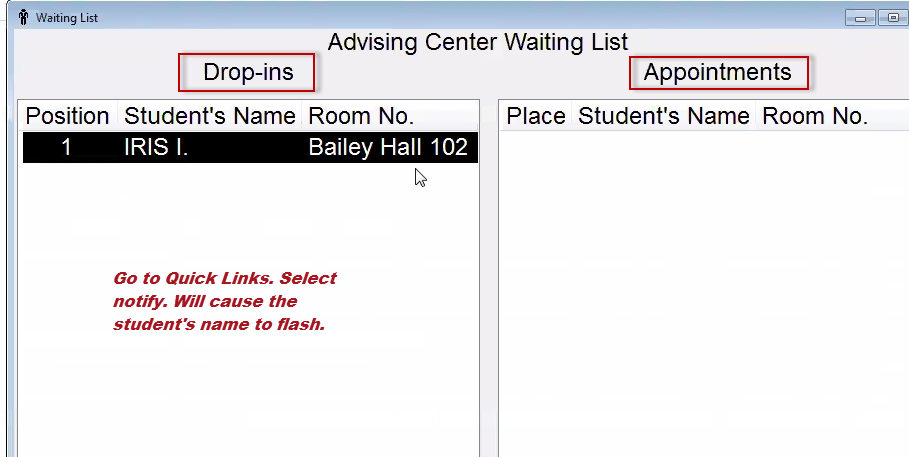 Waiting List
Advising Center Waiting List
Drop-ins
Appointments
Position Student's Name Room No.
1 IRIS I. Bailey Hall 102
Place Student's Name Room No.
Go to Quick Links. Select
notify. Will cause the
student's name to flash.